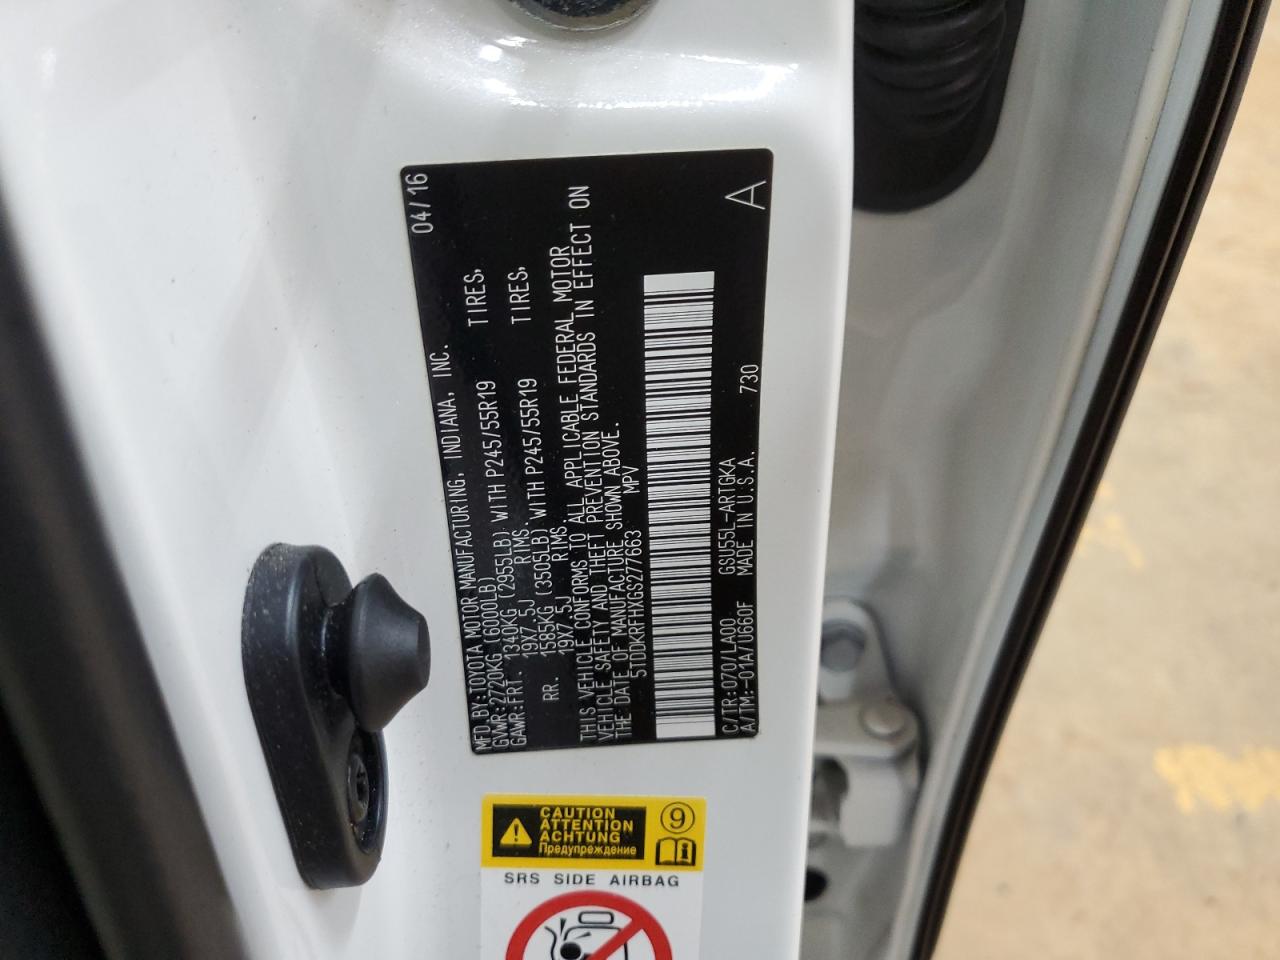 MFD.BY:TOYOTA MOTOR MANUFACTURING, INDIANA, INC. 04/16
GVWR:2720KG (6000LB)
GAWR:FRT. 1340KG (2955LB) WITH P245/55R19 TIRES,
19X7.5J RIMS.
RR. 1585KG (3505LB) WITH P245/55R19 TIRES,
19X7.5J RIMS.
THIS VEHICLE CONFORMS TO ALL APPLICABLE FEDERAL MOTOR
VEHICLE SAFETY AND THEFT PREVENTION STANDARDS IN EFFECT ON
THE DATE OF MANUFACTURE SHOWN ABOVE.
5TDDKRFHXGS277663 MPV
C/TR:070/LA00 GSU55L-ARTGKA 730
A/TM:-01A/U660F MADE IN U.S.A. A
CAUTION
ATTENTION
ACHTUNG
Предупреждение
9
i
SRS SIDE AIRBAG